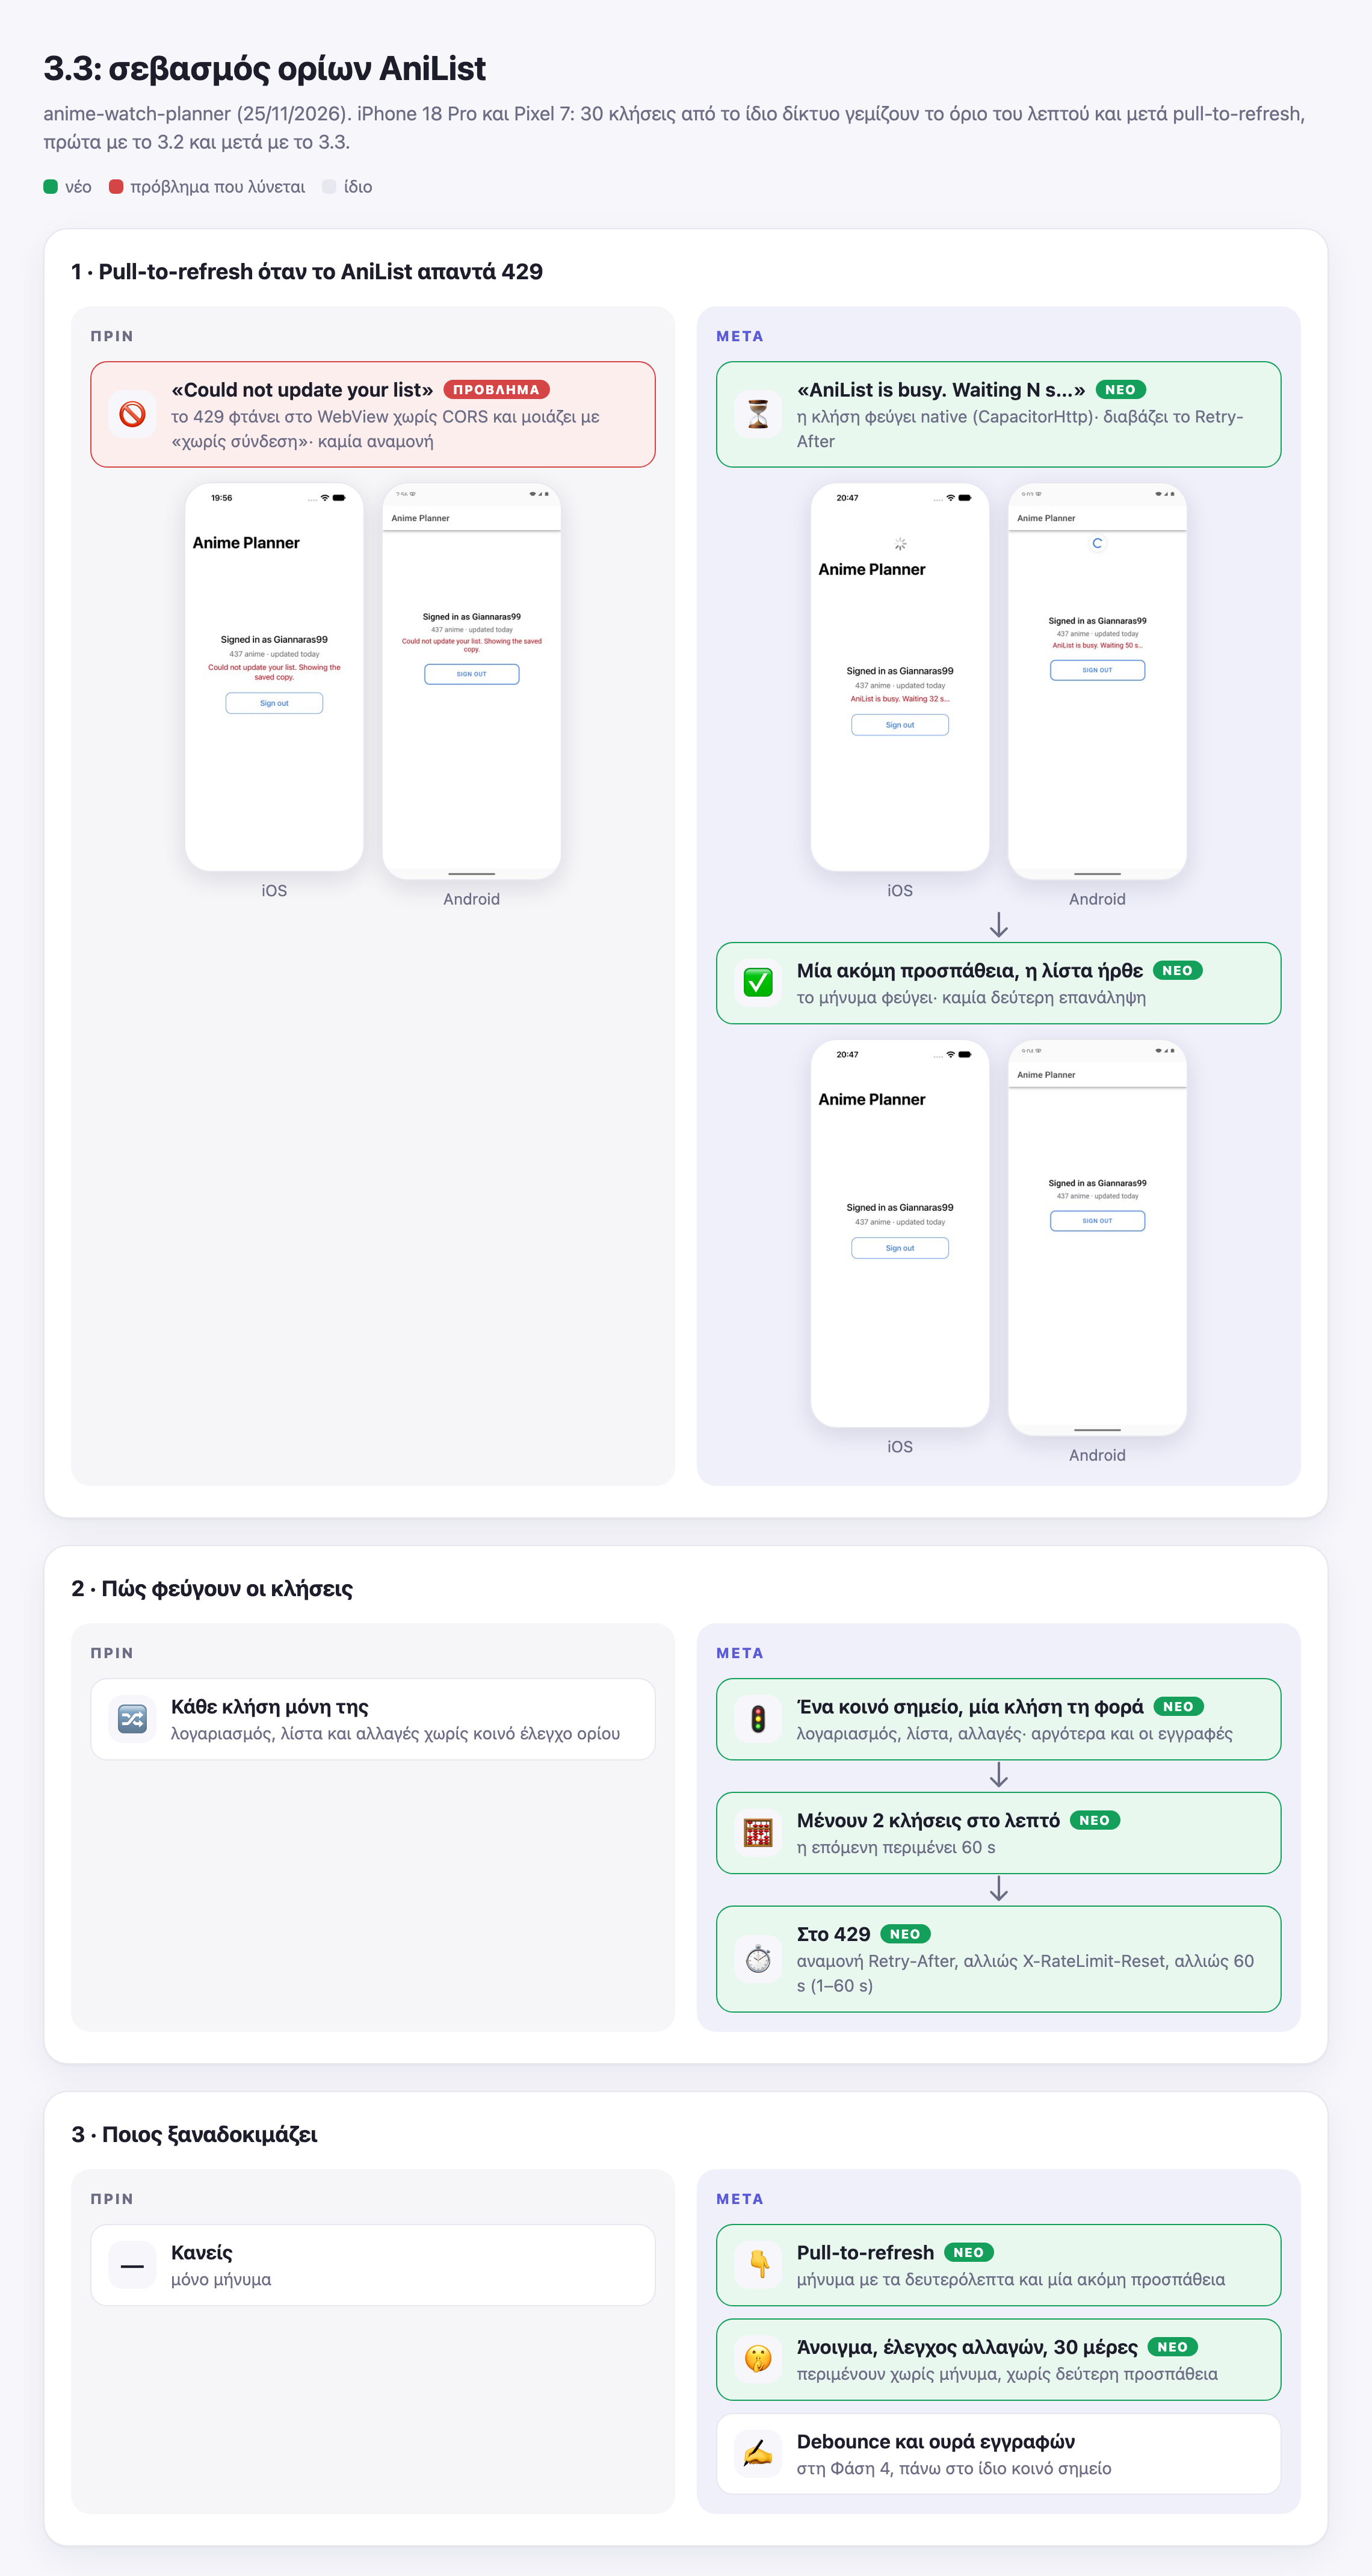 3.3: σεβασμός ορίων AniList
anime-watch-planner (25/11/2026). iPhone 18 Pro και Pixel 7: 30 κλήσεις από το ίδιο δίκτυο γεμίζουν το όριο του λεπτού και μετά pull-to-refresh,
πρώτα με το 3.2 και μετά με το 3.3.
νέο πρόβλημα που λύνεται ίδιο
1 · Pull-to-refresh όταν το AniList απαντά 429
ΠΡΙΝ
«Could not update your list» ΠΡΟΒΛΗΜΑ
το 429 φτάνει στο WebView χωρίς CORS και μοιάζει με
«χωρίς σύνδεση»· καμία αναμονή
19:56
Anime Planner
Signed in as Giannaras99
437 anime · updated today
Could not update your list. Showing the
saved copy.
Sign out
iOS
Anime Planner
Signed in as Giannaras99
437 anime · updated today
Could not update your list. Showing the saved
copy.
SIGN OUT
Android
ΜΕΤΑ
«AniList is busy. Waiting N s…» ΝΕΟ
η κλήση φεύγει native (CapacitorHttp)· διαβάζει το Retry-
After
20:47
Anime Planner
Signed in as Giannaras99
437 anime · updated today
AniList is busy. Waiting 32 s…
Sign out
iOS
Anime Planner
Signed in as Giannaras99
437 anime · updated today
AniList is busy. Waiting 50 s…
SIGN OUT
Android
↓
Μία ακόμη προσπάθεια, η λίστα ήρθε ΝΕΟ
το μήνυμα φεύγει· καμία δεύτερη επανάληψη
20:47
Anime Planner
Signed in as Giannaras99
437 anime · updated today
Sign out
iOS
Anime Planner
Signed in as Giannaras99
437 anime · updated today
SIGN OUT
Android
2 · Πώς φεύγουν οι κλήσεις
ΠΡΙΝ
Κάθε κλήση μόνη της
λογαριασμός, λίστα και αλλαγές χωρίς κοινό έλεγχο ορίου
ΜΕΤΑ
Ένα κοινό σημείο, μία κλήση τη φορά ΝΕΟ
λογαριασμός, λίστα, αλλαγές· αργότερα και οι εγγραφές
↓
Μένουν 2 κλήσεις στο λεπτό ΝΕΟ
η επόμενη περιμένει 60 s
↓
Στο 429 ΝΕΟ
αναμονή Retry-After, αλλιώς X-RateLimit-Reset, αλλιώς 60
s (1–60 s)
3 · Ποιος ξαναδοκιμάζει
ΠΡΙΝ
— Κανείς
μόνο μήνυμα
ΜΕΤΑ
Pull-to-refresh ΝΕΟ
μήνυμα με τα δευτερόλεπτα και μία ακόμη προσπάθεια
Άνοιγμα, έλεγχος αλλαγών, 30 μέρες ΝΕΟ
περιμένουν χωρίς μήνυμα, χωρίς δεύτερη προσπάθεια
Debounce και ουρά εγγραφών
στη Φάση 4, πάνω στο ίδιο κοινό σημείο